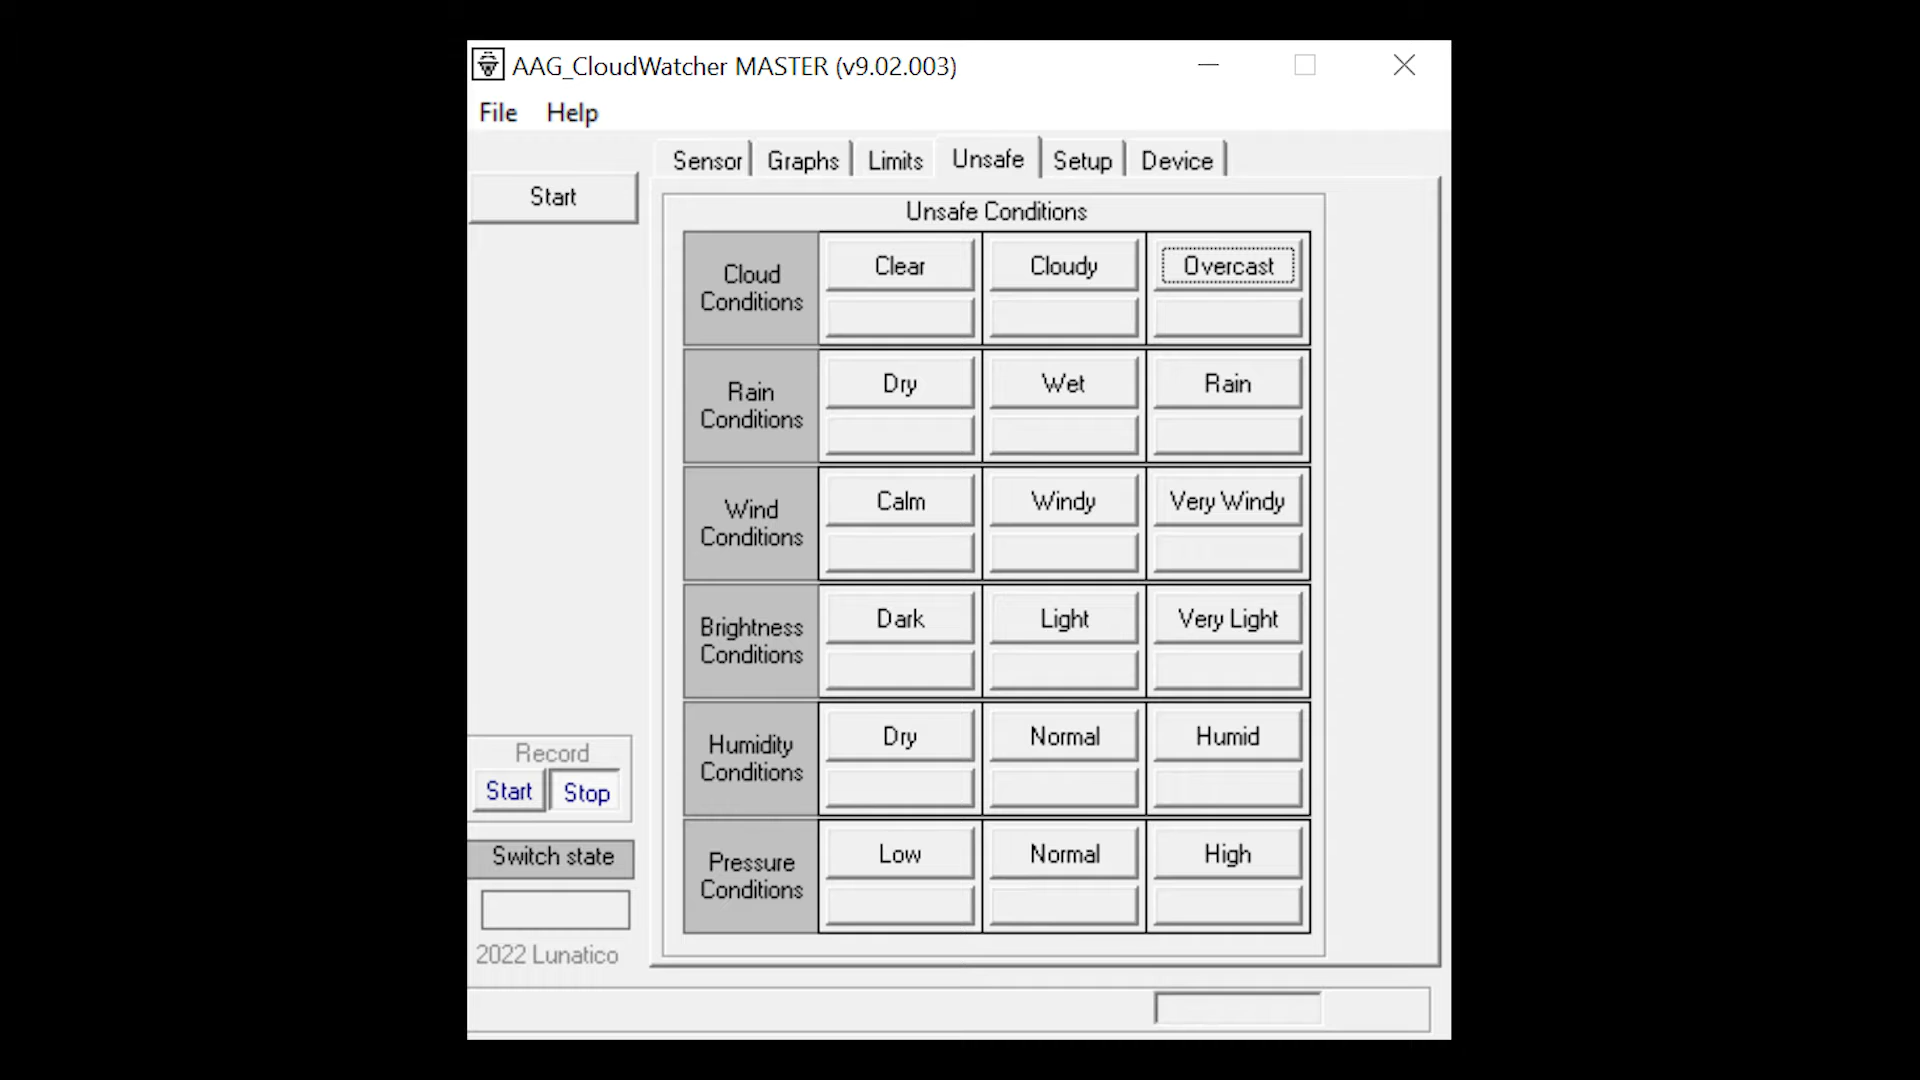 AAG_CloudWatcher MASTER (v9.02.003)
File Help
Sensor Graphs Limits Unsafe Setup Device
Start
Unsafe Conditions
Cloud Conditions
Clear Cloudy Overcast
Rain Conditions
Dry Wet Rain
Wind Conditions
Calm Windy Very Windy
Brightness Conditions
Dark Light Very Light
Humidity Conditions
Dry Normal Humid
Pressure Conditions
Low Normal High
Record
Start Stop
Switch state
2022 Lunatico